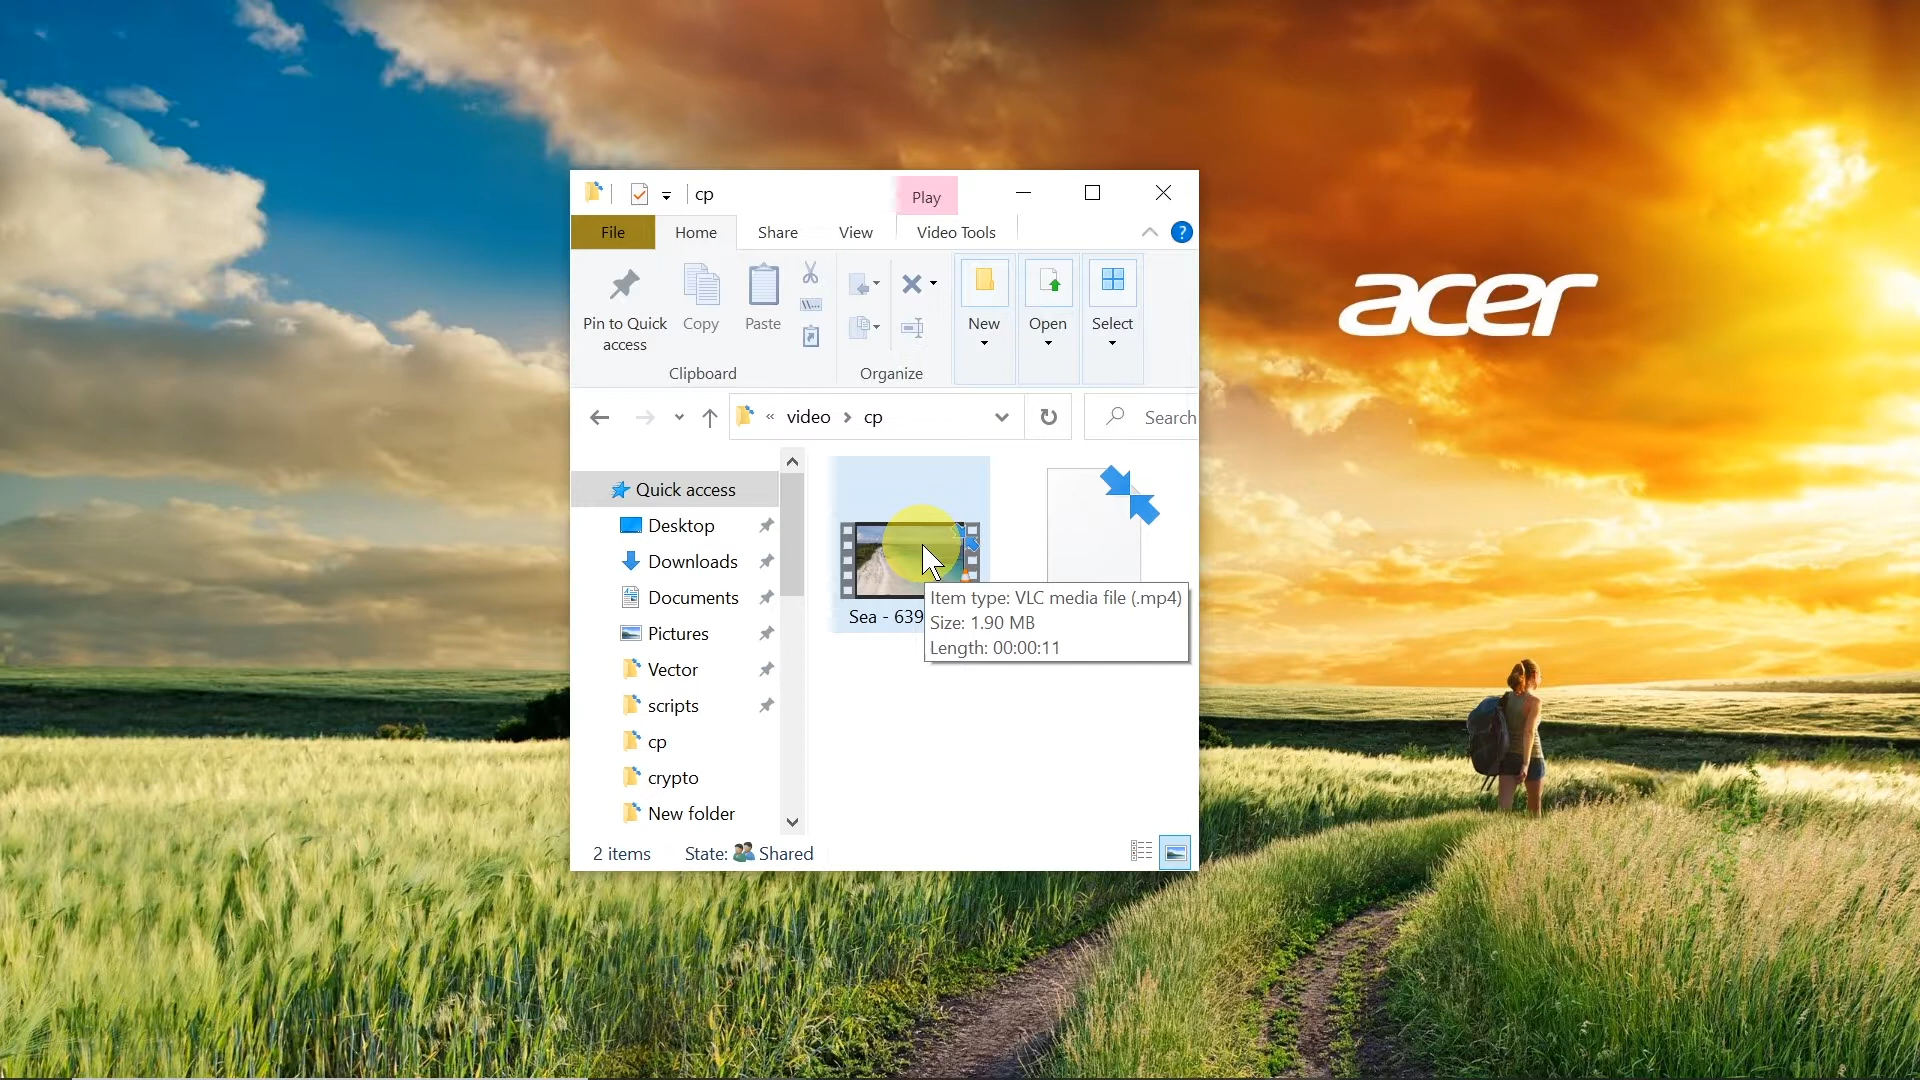 cp
Play
File
Home
Share
View
Video Tools
?
Pin to Quick
access
Copy
Paste
New
Open
Select
Clipboard
Organize
« video > cp
Search
Quick access
Desktop
Downloads
Documents
Pictures
Vector
scripts
cp
crypto
New folder
Sea - 639
Item type: VLC media file (.mp4)
Size: 1.90 MB
Length: 00:00:11
2 items
State: Shared
acer